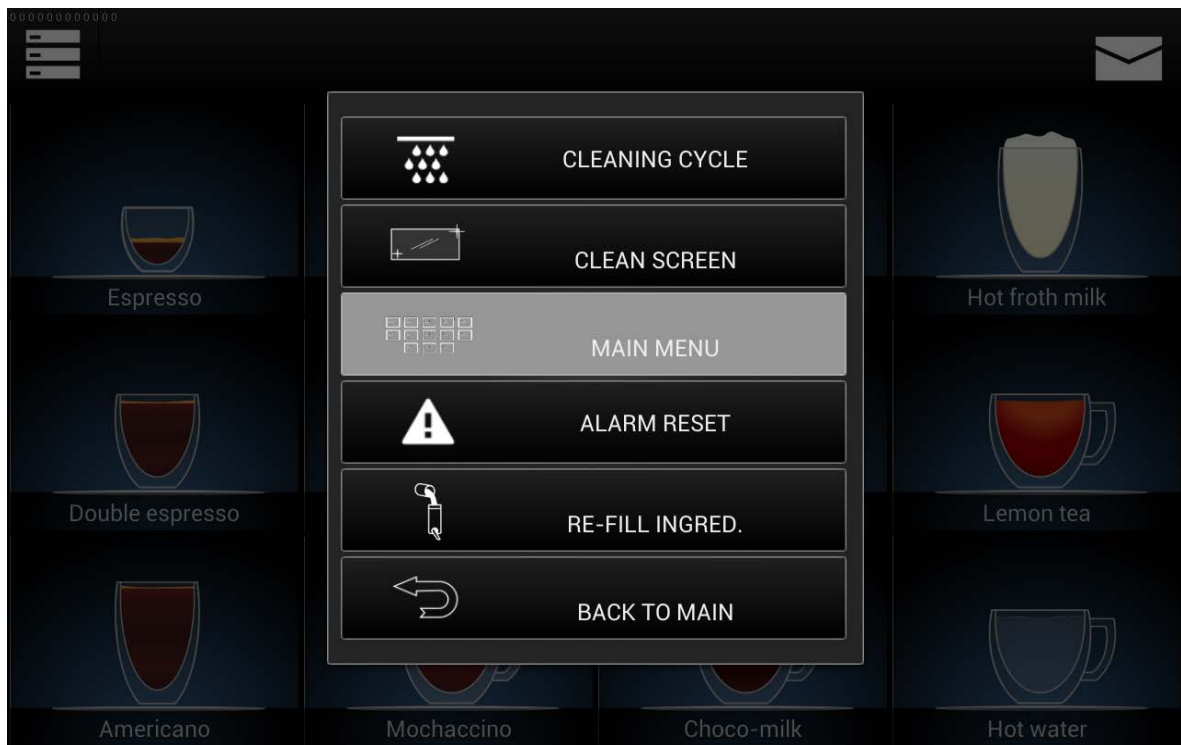 000000000000
CLEANING CYCLE
CLEAN SCREEN
Espresso
Hot froth milk
MAIN MENU
ALARM RESET
Double espresso
Lemon tea
RE-FILL INGRED.
BACK TO MAIN
Americano
Mochaccino
Choco-milk
Hot water